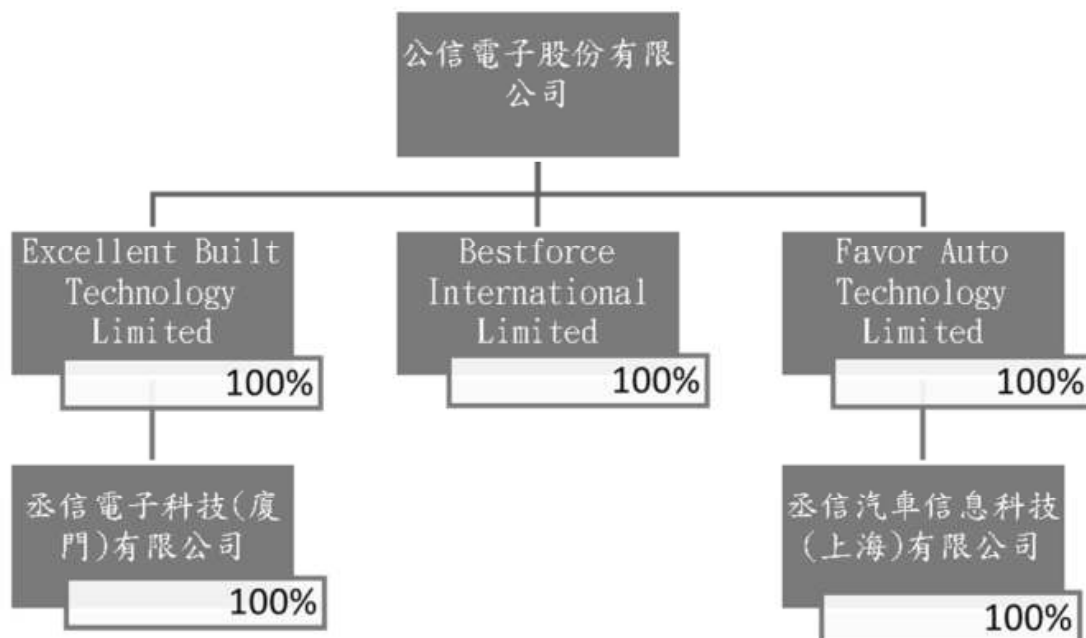 公信電子股份有限
公司
Excellent Built
Technology
Limited
100%
Bestforce
International
Limited
100%
Favor Auto
Technology
Limited
100%
丞信電子科技(廈
門)有限公司
100%
丞信汽車信息科技
(上海)有限公司
100%